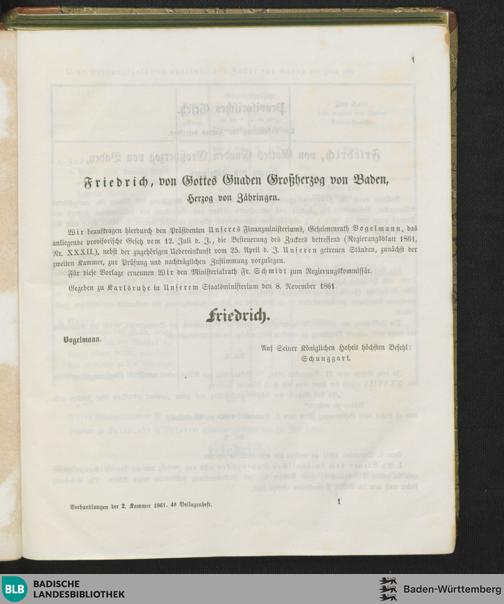 1
Friedrich, von Gottes Gnaden Großherzog von Baden,
Herzog von Zähringen.
Wir beauftragen hierdurch den Präsidenten Unseres Finanzministeriums, Geheimenrath Vogelmann, das
anliegende provisorische Gesetz vom 12. Juli d. J., die Besteuerung des Zuckers betreffend (Regierungsblatt 1861,
Nr. XXXII.), nebst der zugehörigen Uebereinkunft vom 25. April d. J. Unseren getreuen Ständen, zunächst der
zweiten Kammer, zur Prüfung und nachträglichen Zustimmung vorzulegen.
Für diese Vorlage ernennen Wir den Ministerialrath Fr. Schmidt zum Regierungskommissär.
Gegeben zu Karlsruhe in Unserem Staatsministerium den 8. November 1861.
Friedrich.
Vogelmann.
Auf Seiner Königlichen Hoheit höchsten Befehl:
Schunggart.
Verhandlungen der 2. Kammer 1861. 4s Beilagenheft.
1
BLB BADISCHE
LANDESBIBLIOTHEK
Baden-Württemberg